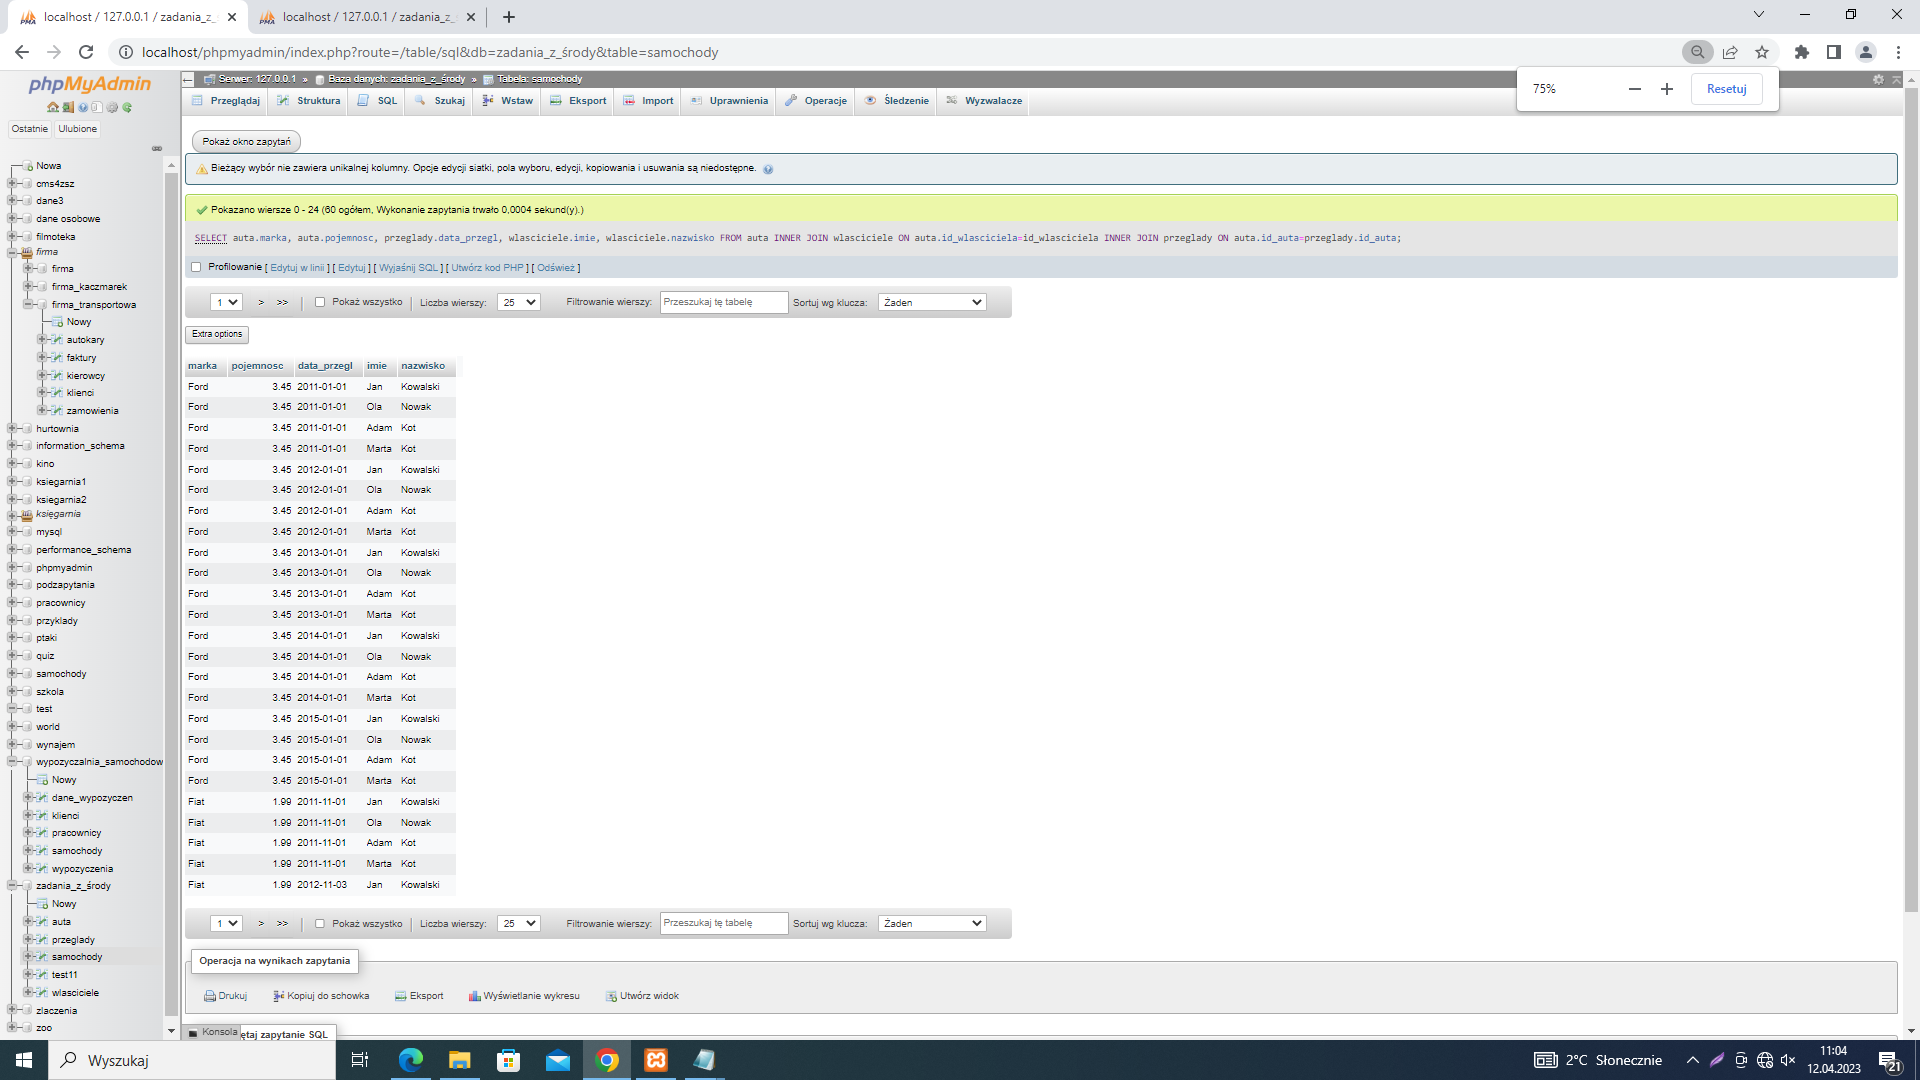 localhost / 127.0.0.1 / zadania_z_ś
localhost / 127.0.0.1 / zadania_z_
localhost/phpmyadmin/index.php?route=/table/sql&db=zadania_z_środy&table=samochody
75%
Resetuj
phpMyAdmin
Ostatnie
Ulubione
Nowa
cms4zsz
dane3
dane osobowe
filmoteka
firma
firma
firma_kaczmarek
firma_transportowa
Nowy
autokary
faktury
kierowcy
klienci
zamowienia
hurtownia
information_schema
kino
ksiegarnia1
ksiegarnia2
księgarnia
mysql
performance_schema
phpmyadmin
podzapytania
pracownicy
przyklady
ptaki
quiz
samochody
szkola
test
world
wynajem
wypozyczalnia_samochodow
Nowy
dane_wypozyczen
klienci
pracownicy
samochody
wypozyczenia
zadania_z_środy
Nowy
auta
przeglady
samochody
test11
wlasciciele
zlaczenia
zoo
Serwer: 127.0.0.1 » Baza danych: zadania_z_środy » Tabela: samochody
Przeglądaj Struktura SQL Szukaj Wstaw Eksport Import Uprawnienia Operacje Śledzenie Wyzwalacze
Pokaż okno zapytań
Bieżący wybór nie zawiera unikalnej kolumny. Opcje edycji siatki, pola wyboru, edycji, kopiowania i usuwania są niedostępne.
Pokazano wiersze 0 - 24 (60 ogółem, Wykonanie zapytania trwało 0,0004 sekund(y).)
SELECT auta.marka, auta.pojemnosc, przeglady.data_przegl, wlasciciele.imie, wlasciciele.nazwisko FROM auta INNER JOIN wlasciciele ON auta.id_wlasciciela=id_wlasciciela INNER JOIN przeglady ON auta.id_auta=przeglady.id_auta;
Profilowanie [ Edytuj w linii ] [ Edytuj ] [ Wyjaśnij SQL ] [ Utwórz kod PHP ] [ Odśwież ]
1 > >> | Pokaż wszystko | Liczba wierszy: 25 Filtrowanie wierszy: Przeszukaj tę tabelę Sortuj wg klucza: Żaden
Extra options
marka pojemnosc data_przegl imie nazwisko
Ford 3.45 2011-01-01 Jan Kowalski
Ford 3.45 2011-01-01 Ola Nowak
Ford 3.45 2011-01-01 Adam Kot
Ford 3.45 2011-01-01 Marta Kot
Ford 3.45 2012-01-01 Jan Kowalski
Ford 3.45 2012-01-01 Ola Nowak
Ford 3.45 2012-01-01 Adam Kot
Ford 3.45 2012-01-01 Marta Kot
Ford 3.45 2013-01-01 Jan Kowalski
Ford 3.45 2013-01-01 Ola Nowak
Ford 3.45 2013-01-01 Adam Kot
Ford 3.45 2013-01-01 Marta Kot
Ford 3.45 2014-01-01 Jan Kowalski
Ford 3.45 2014-01-01 Ola Nowak
Ford 3.45 2014-01-01 Adam Kot
Ford 3.45 2014-01-01 Marta Kot
Ford 3.45 2015-01-01 Jan Kowalski
Ford 3.45 2015-01-01 Ola Nowak
Ford 3.45 2015-01-01 Adam Kot
Ford 3.45 2015-01-01 Marta Kot
Fiat 1.99 2011-11-01 Jan Kowalski
Fiat 1.99 2011-11-01 Ola Nowak
Fiat 1.99 2011-11-01 Adam Kot
Fiat 1.99 2011-11-01 Marta Kot
Fiat 1.99 2012-11-03 Jan Kowalski
1 > >> | Pokaż wszystko | Liczba wierszy: 25 Filtrowanie wierszy: Przeszukaj tę tabelę Sortuj wg klucza: Żaden
Operacja na wynikach zapytania
Drukuj Kopiuj do schowka Eksport Wyświetlanie wykresu Utwórz widok
Konsola ętaj zapytanie SQL
Wyszukaj
2°C Słonecznie
11:04
12.04.2023
21